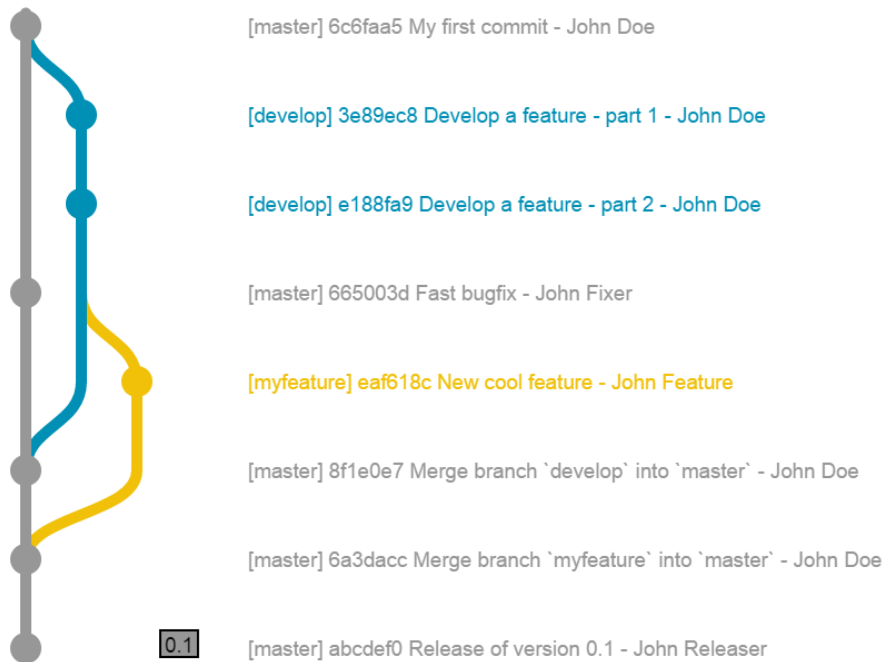 [master] 6c6faa5 My first commit - John Doe
[develop] 3e89ec8 Develop a feature - part 1 - John Doe
[develop] e188fa9 Develop a feature - part 2 - John Doe
[master] 665003d Fast bugfix - John Fixer
[myfeature] eaf618c New cool feature - John Feature
[master] 8f1e0e7 Merge branch `develop` into `master` - John Doe
[master] 6a3dacc Merge branch `myfeature` into `master` - John Doe
0.1 [master] abcdef0 Release of version 0.1 - John Releaser